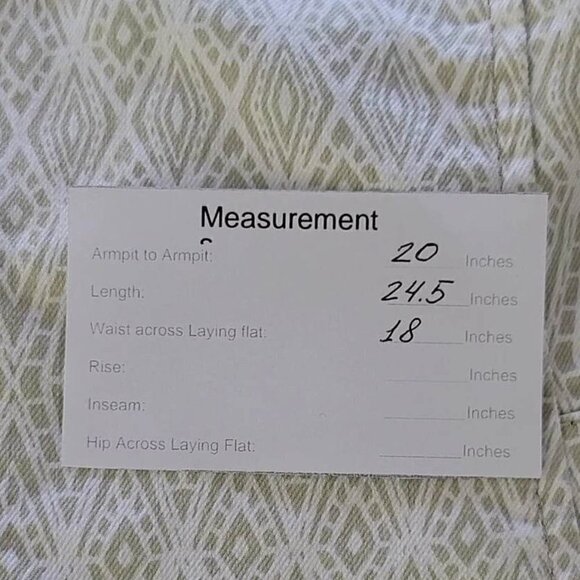 Measurement
s
Armpit to Armpit: 20 Inches
Length: 24.5 Inches
Waist across Laying flat: 18 Inches
Rise: Inches
Inseam: Inches
Hip Across Laying Flat: Inches